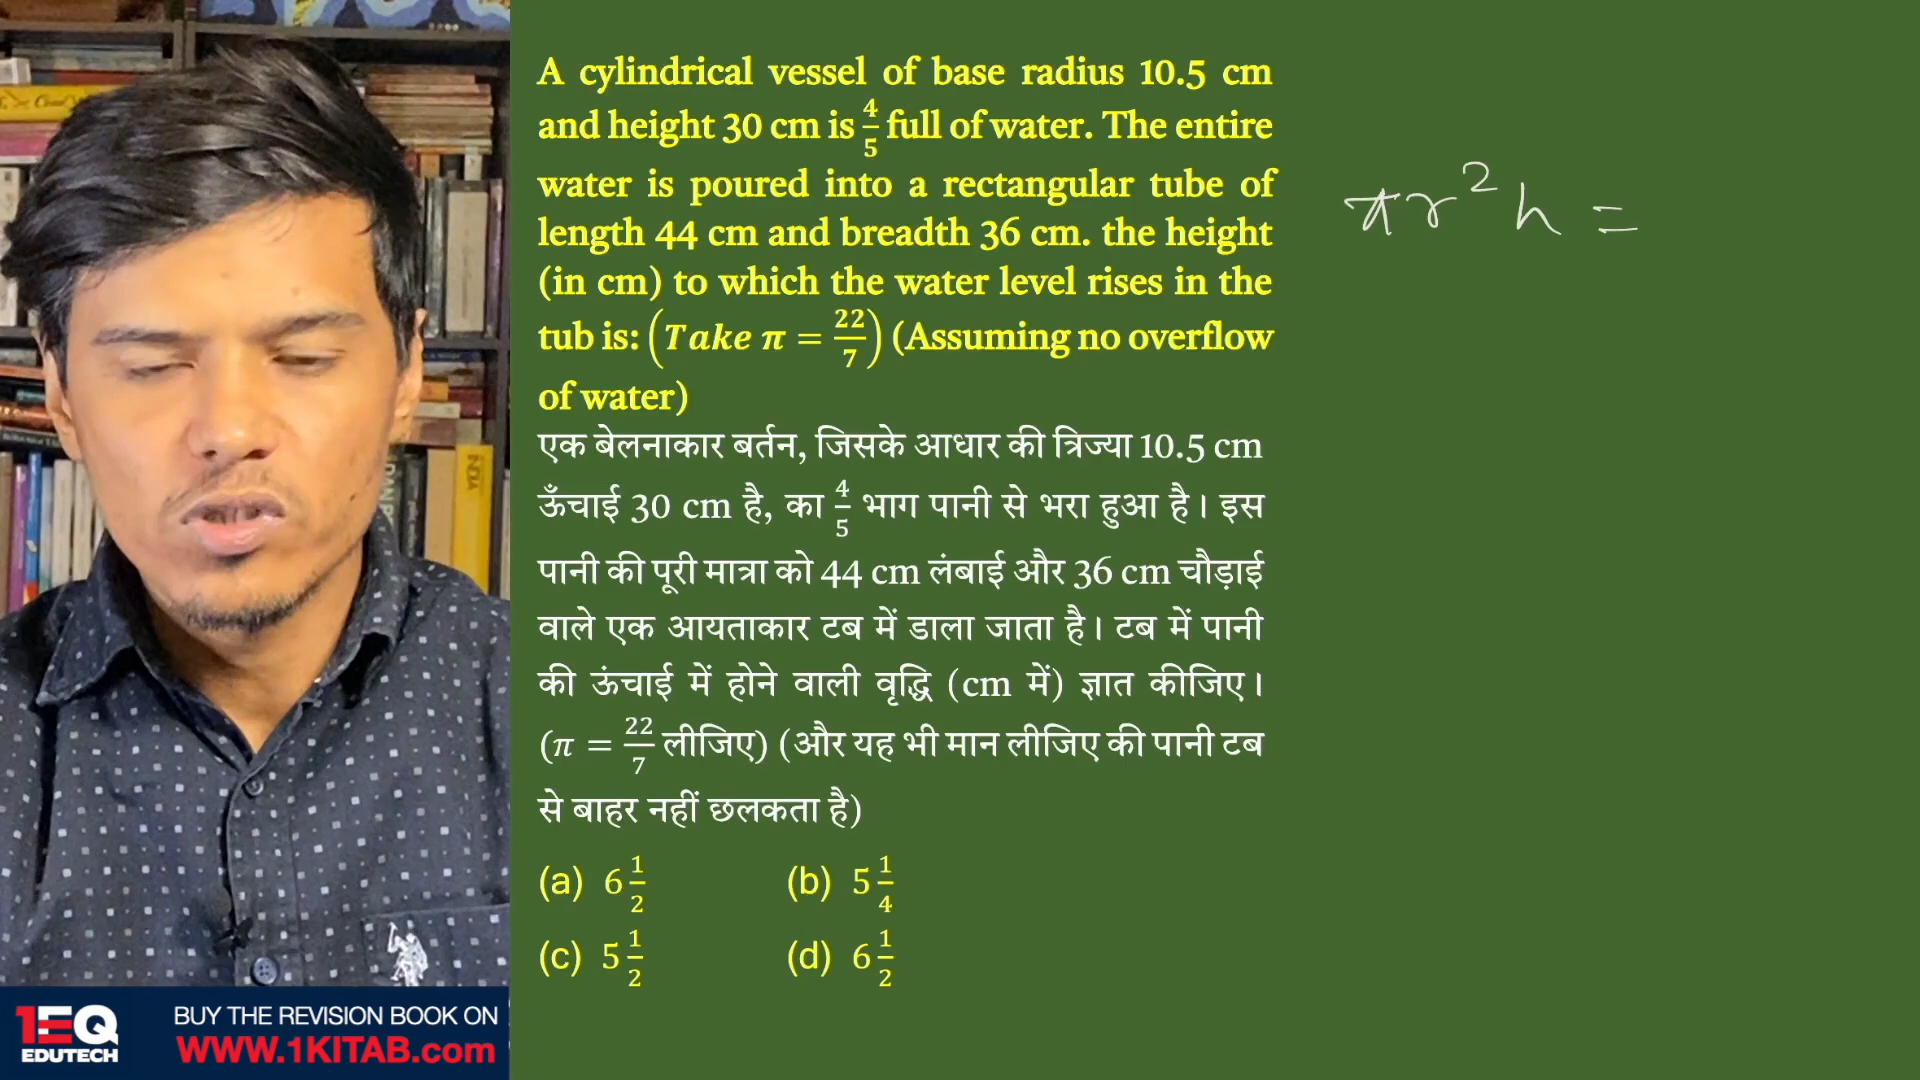 A cylindrical vessel of base radius 10.5 cm
and height 30 cm is 4/5 full of water. The entire
water is poured into a rectangular tube of
length 44 cm and breadth 36 cm. the height
(in cm) to which the water level rises in the
tub is: (Take π = 22/7) (Assuming no overflow
of water)
एक बेलनाकार बर्तन, जिसके आधार की त्रिज्या 10.5 cm
ऊँचाई 30 cm है, का 4/5 भाग पानी से भरा हुआ है। इस
पानी की पूरी मात्रा को 44 cm लंबाई और 36 cm चौड़ाई
वाले एक आयताकार टब में डाला जाता है। टब में पानी
की ऊंचाई में होने वाली वृद्धि (cm में) ज्ञात कीजिए।
(π = 22/7 लीजिए) (और यह भी मान लीजिए की पानी टब
से बाहर नहीं छलकता है)
(a) 6 1/2 (b) 5 1/4
(c) 5 1/2 (d) 6 1/2
πr²h =
1EQ
EDUTECH
BUY THE REVISION BOOK ON
WWW.1KITAB.com